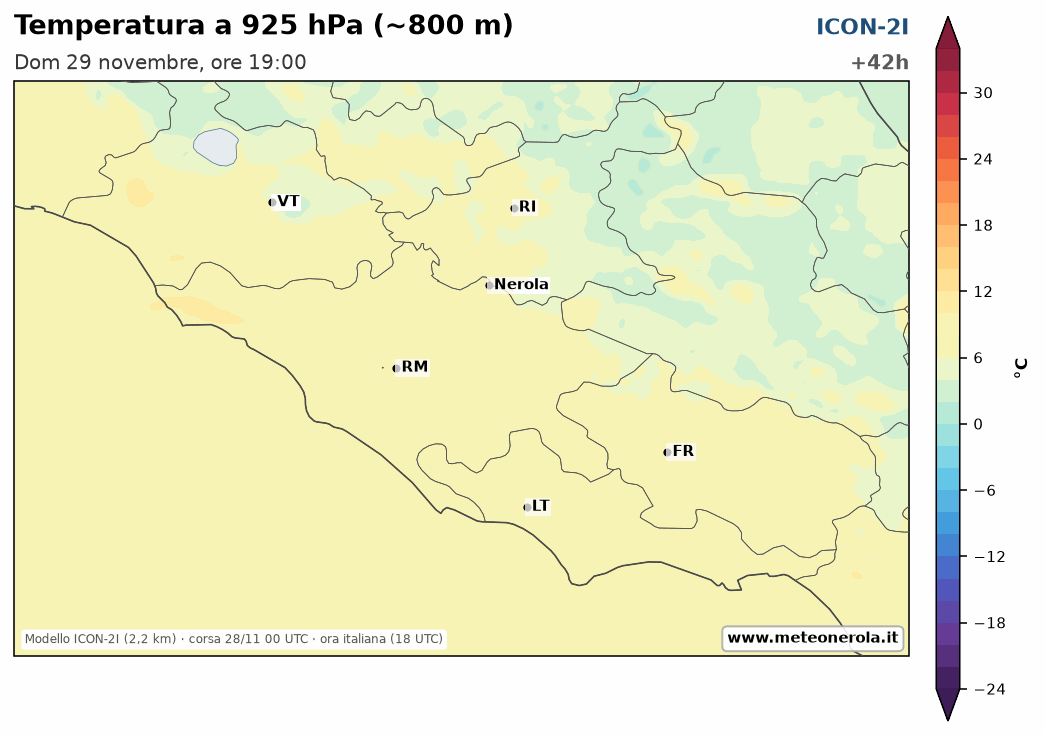 Temperatura a 925 hPa (~800 m)
ICON-2I
Dom 29 novembre, ore 19:00
+42h
VT
RI
Nerola
RM
FR
LT
30
24
18
12
6
0
−6
−12
−18
−24
°C
Modello ICON-2I (2,2 km) · corsa 28/11 00 UTC · ora italiana (18 UTC)
www.meteonerola.it